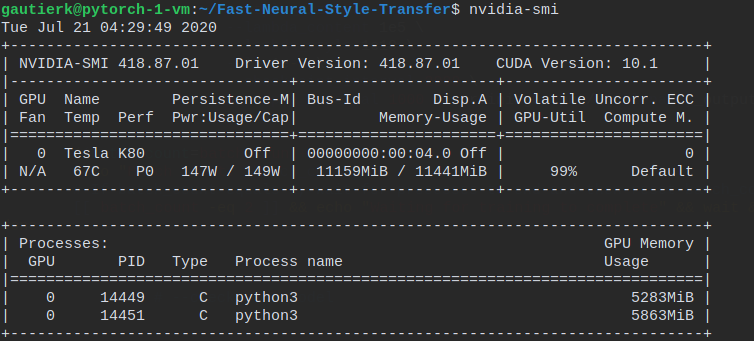 gautierk@pytorch-1-vm:~/Fast-Neural-Style-Transfer$ nvidia-smi
Tue Jul 21 04:29:49 2020
+-----------------------------------------------------------------------------+
| NVIDIA-SMI 418.87.01    Driver Version: 418.87.01    CUDA Version: 10.1     |
|-------------------------------+----------------------+----------------------+
| GPU  Name        Persistence-M| Bus-Id        Disp.A | Volatile Uncorr. ECC |
| Fan  Temp  Perf  Pwr:Usage/Cap|         Memory-Usage | GPU-Util  Compute M. |
|===============================+======================+======================|
|   0  Tesla K80           Off  | 00000000:00:04.0 Off |                    0 |
| N/A   67C    P0   147W / 149W |  11159MiB / 11441MiB |     99%      Default |
+-------------------------------+----------------------+----------------------+

+-----------------------------------------------------------------------------+
| Processes:                                                       GPU Memory |
|  GPU       PID   Type   Process name                             Usage      |
|=============================================================================|
|    0     14449      C   python3                                     5283MiB |
|    0     14451      C   python3                                     5863MiB |
+-----------------------------------------------------------------------------+